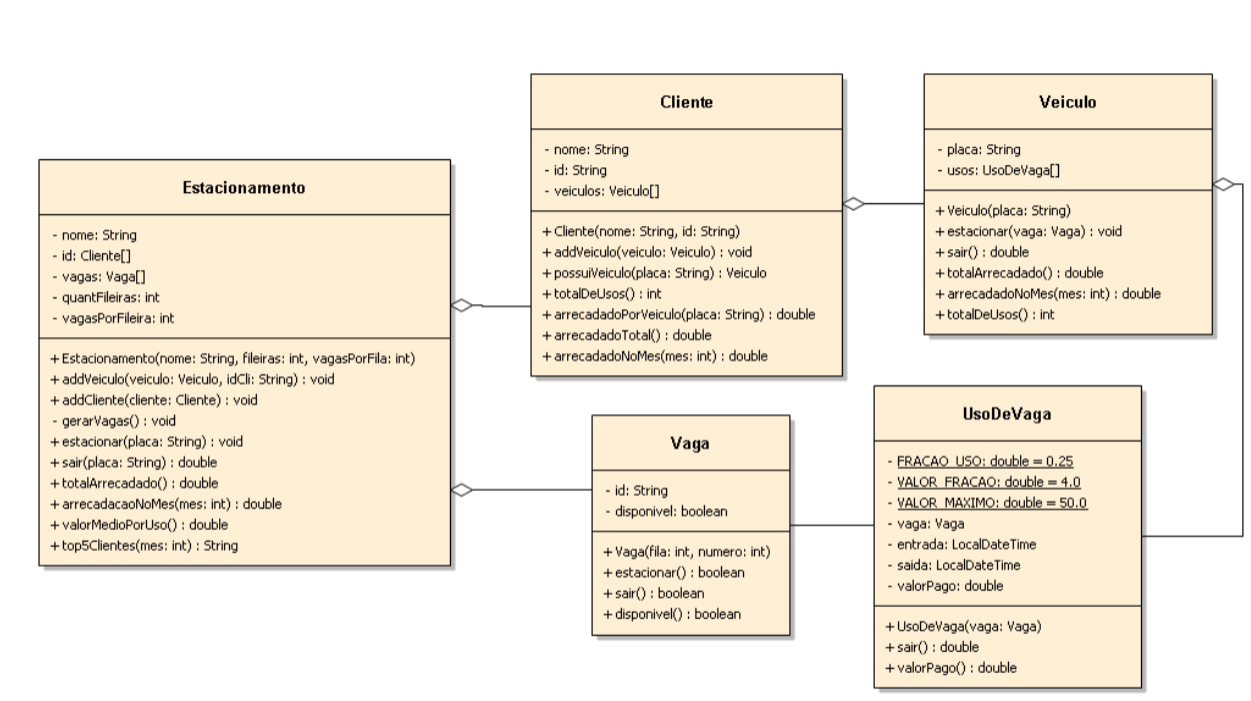 Estacionamento
- nome: String
- id: Cliente[]
- vagas: Vaga[]
- quantFileiras: int
- vagasPorFileira: int
+ Estacionamento(nome: String, fileiras: int, vagasPorFila: int)
+ addVeiculo(veiculo: Veiculo, idCli: String) : void
+ addCliente(cliente: Cliente) : void
- gerarVagas() : void
+ estacionar(placa: String) : void
+ sair(placa: String) : double
+ totalArrecadado() : double
+ arrecadacaoNoMes(mes: int) : double
+ valorMedioPorUso() : double
+ top5Clientes(mes: int) : String
Cliente
- nome: String
- id: String
- veiculos: Veiculo[]
+ Cliente(nome: String, id: String)
+ addVeiculo(veiculo: Veiculo) : void
+ possuiVeiculo(placa: String) : Veiculo
+ totalDeUsos() : int
+ arrecadadoPorVeiculo(placa: String) : double
+ arrecadadoTotal() : double
+ arrecadadoNoMes(mes: int) : double
Veiculo
- placa: String
- usos: UsoDeVaga[]
+ Veiculo(placa: String)
+ estacionar(vaga: Vaga) : void
+ sair() : double
+ totalArrecadado() : double
+ arrecadadoNoMes(mes: int) : double
+ totalDeUsos() : int
Vaga
- id: String
- disponivel: boolean
+ Vaga(fila: int, numero: int)
+ estacionar() : boolean
+ sair() : boolean
+ disponivel() : boolean
UsoDeVaga
- FRACAO_USO: double = 0.25
- VALOR_FRACAO: double = 4.0
- VALOR_MAXIMO: double = 50.0
- vaga: Vaga
- entrada: LocalDateTime
- saida: LocalDateTime
- valorPago: double
+ UsoDeVaga(vaga: Vaga)
+ sair() : double
+ valorPago() : double